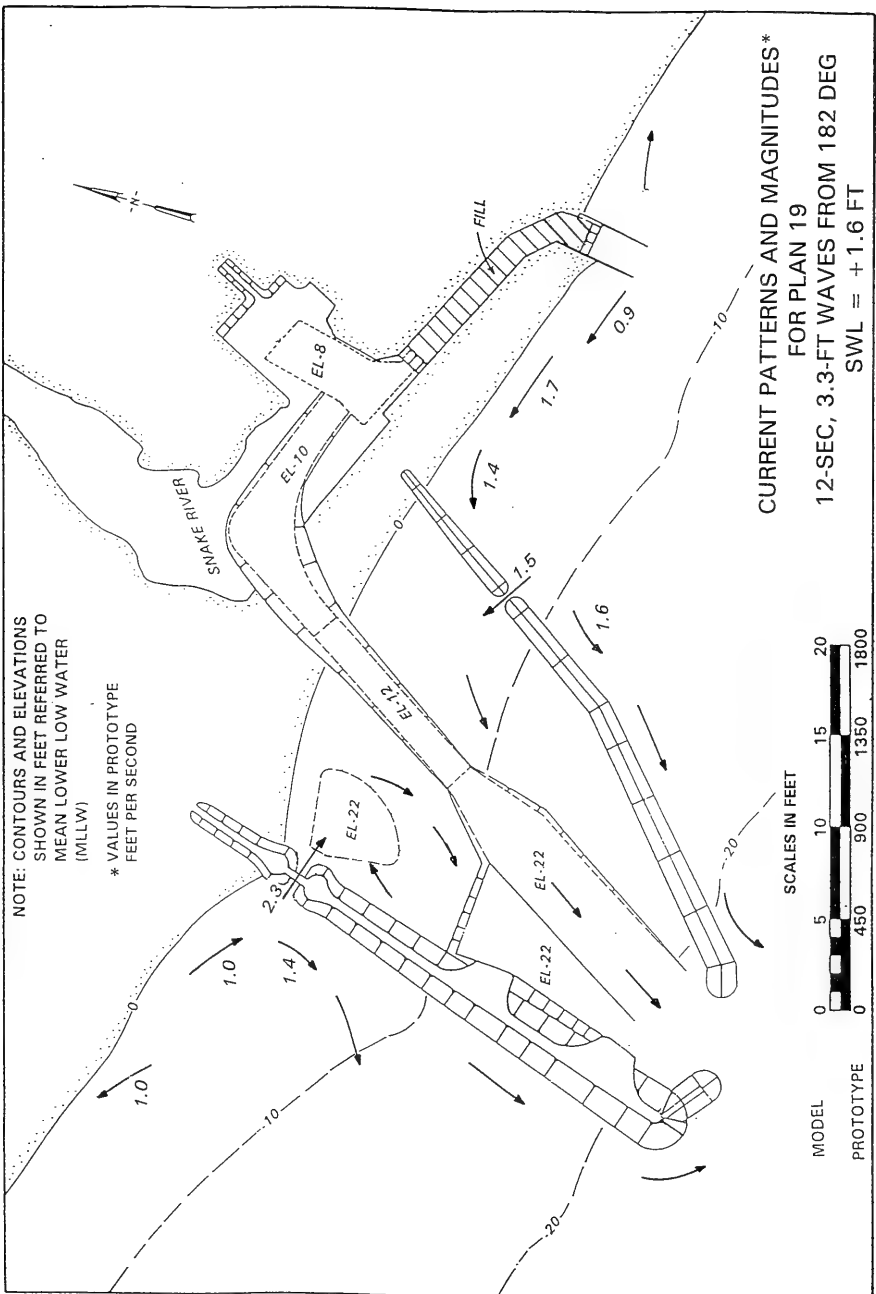 NOTE: CONTOURS AND ELEVATIONS
SHOWN IN FEET REFERRED TO
MEAN LOWER LOW WATER
(MLLW)
* VALUES IN PROTOTYPE
FEET PER SECOND
-N-
SNAKE RIVER
EL-8
EL-10
FILL
EL-12
EL-22
EL-22
EL-22
0
0
-10
-10
-20
-20
1.0
1.0
1.4
2.3
1.5
1.6
1.4
1.7
0.9
SCALES IN FEET
MODEL 0 5 10 15 20
PROTOTYPE 0 450 900 1350 1800
CURRENT PATTERNS AND MAGNITUDES*
FOR PLAN 19
12-SEC, 3.3-FT WAVES FROM 182 DEG
SWL = +1.6 FT